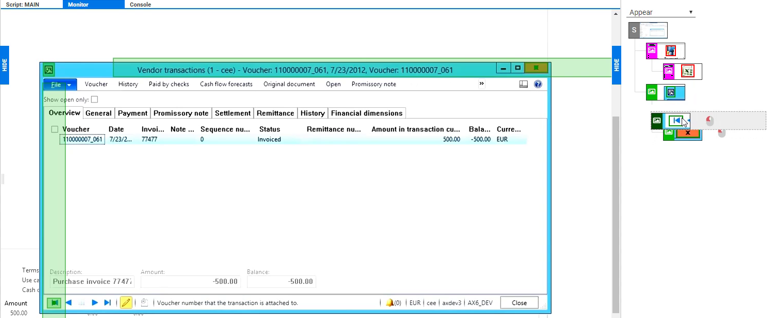 Script: MAIN Monitor Console
Appear
S
HIDE
HIDE
Vendor transactions (1 - cee) - Voucher: 110000007_061, 7/23/2012, Voucher: 110000007_061
File Voucher History Paid by checks Cash flow forecasts Original document Open Promissory note »
Show open only:
Overview General Payment Promissory note Settlement Remittance History Financial dimensions
Voucher Date Invoi... Note ... Sequence nu... Status Remittance nu... Amount in transaction cu... Bala... Curre...
110000007_061 7/23/2... 77477 0 Invoiced 500.00 -500.00 EUR
Terms
Description: Amount: Balance:
Use ca
Purchase invoice 7747, -500.00 -500.00
Cash
Amount
Voucher number that the transaction is attached to. (0) EUR cee axdev3 AX6_DEV Close
500.00